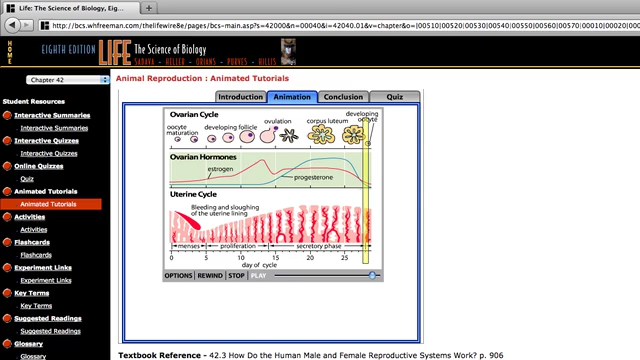 Life: The Science of Biology, Eig...
http://bcs.whfreeman.com/thelifewire8e/pages/bcs-main.asp?s=42000&n=00040&i=42040.01&v=chapter&o=|00510|00520|00530|00540|00550|00560|00570|00010|00020|0
HOME
EIGHTH EDITION LIFE The Science of Biology
SADAVA - HELLER - ORIANS - PURVES - HILLIS
Chapter 42
Animal Reproduction : Animated Tutorials
Student Resources
Interactive Summaries
Interactive Summaries
Interactive Quizzes
Interactive Quizzes
Online Quizzes
Quiz
Animated Tutorials
Animated Tutorials
Activities
Activities
Flashcards
Flashcards
Experiment Links
Experiment Links
Key Terms
Key Terms
Suggested Readings
Suggested Readings
Glossary
Glossary
Introduction Animation Conclusion Quiz
Ovarian Cycle
oocyte
maturation
developing follicle
ovulation
corpus luteum
developing
oocyte
Ovarian Hormones
estrogen
progesterone
Uterine Cycle
Bleeding and sloughing
of the uterine lining
menses proliferation secretory phase
0 5 10 15 20 25
day of cycle
OPTIONS REWIND STOP PLAY
Textbook Reference - 42.3 How Do the Human Male and Female Reproductive Systems Work? p. 906